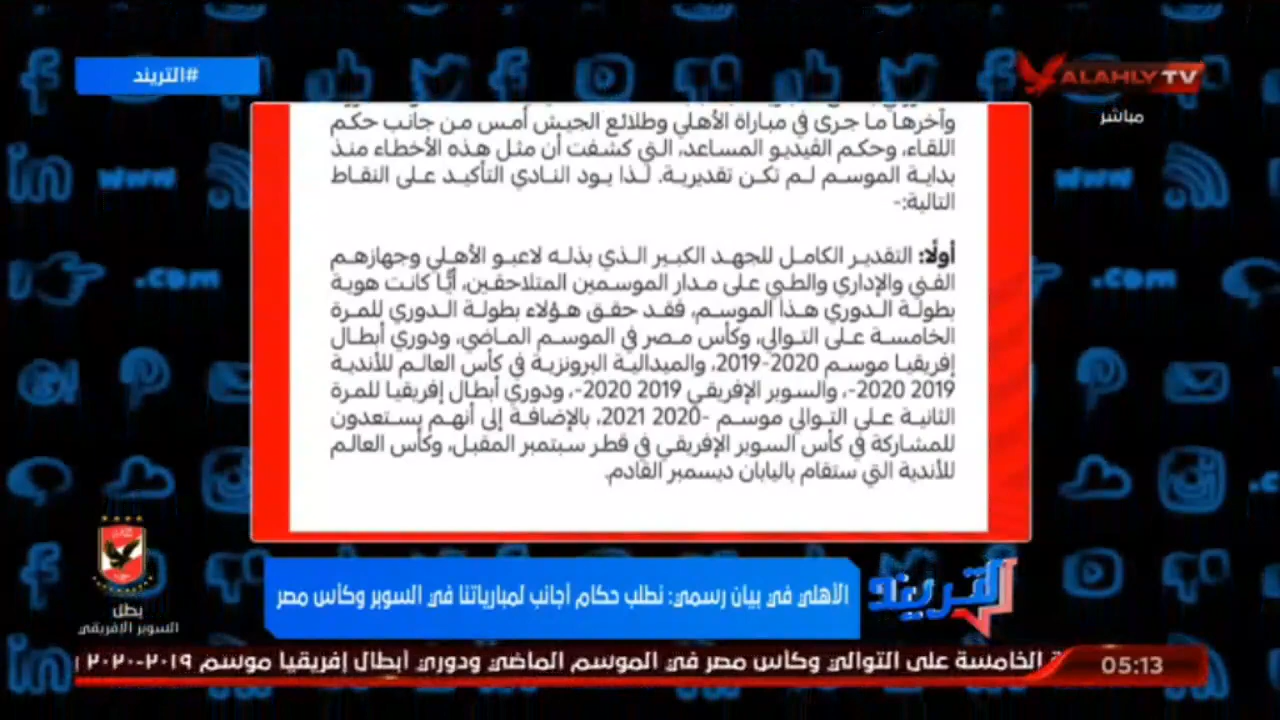 #التريند
ALAHLY TV
مباشر
وآخرها ما جرى في مباراة الأهلي وطلائع الجيش أمس من جانب حكم
اللقاء، وحكم الفيديو المساعد، التي كشفت أن مثل هذه الأخطاء منذ
بداية الموسم لم تكن تقديرية. لذا يود النادي التأكيد على النقاط
التالية:-
أولًا: التقدير الكامل للجهد الكبير الذي بذله لاعبو الأهلي وجهازهم
الفني والإداري والطبي على مدار الموسمين المتلاحقين، أيًّا كانت هوية
بطولة الدوري هذا الموسم، فقد حقق هؤلاء بطولة الدوري للمرة
الخامسة على التوالي، وكأس مصر في الموسم الماضي، ودوري أبطال
إفريقيا موسم 2020-2019، والميدالية البرونزية في كأس العالم للأندية
2019 2020-، والسوبر الإفريقي 2019 2020-، ودوري أبطال إفريقيا للمرة
الثانية على التوالي موسم -2020 2021، بالإضافة إلى أنهم يستعدون
للمشاركة في كأس السوبر الإفريقي في قطر سبتمبر المقبل، وكأس العالم
للأندية التي ستقام باليابان ديسمبر القادم.
التريند
الأهلي في بيان رسمي: نطلب حكام أجانب لمبارياتنا في السوبر وكأس مصر
بطل
السوبر الإفريقي
ة الخامسة على التوالي وكأس مصر في الموسم الماضي ودوري أبطال إفريقيا موسم ٢٠١٩-٢٠٢٠
05:13
www
.com
www
.com